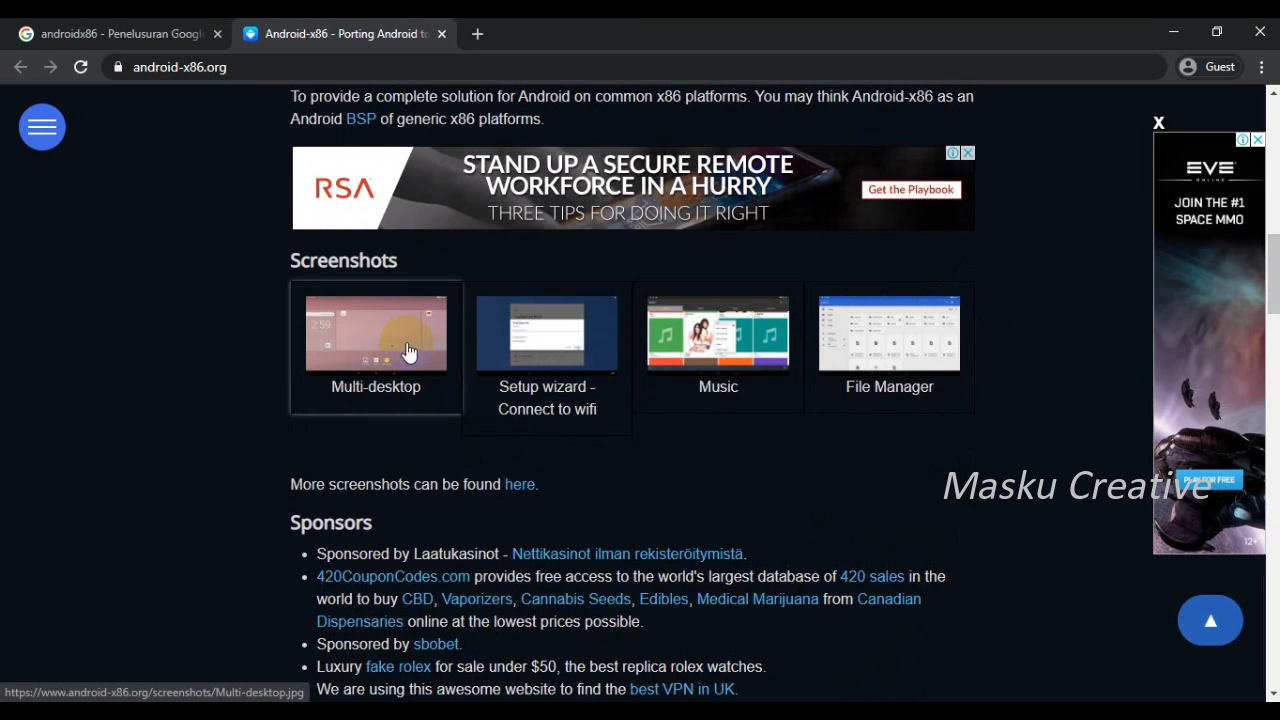 androidx86 - Penelusuran Google
Android-x86 - Porting Android to
android-x86.org
Guest
To provide a complete solution for Android on common x86 platforms. You may think Android-x86 as an
Android BSP of generic x86 platforms.
RSA
STAND UP A SECURE REMOTE
WORKFORCE IN A HURRY
THREE TIPS FOR DOING IT RIGHT
Get the Playbook
X
EVE
ONLINE
JOIN THE #1
SPACE MMO
PLAY FOR FREE
12+
Screenshots
2:59
Multi-desktop
Setup wizard -
Connect to wifi
Music
File Manager
More screenshots can be found here.
Masku Creative
Sponsors
Sponsored by Laatukasinot - Nettikasinot ilman rekisteröitymistä.
420CouponCodes.com provides free access to the world's largest database of 420 sales in the
world to buy CBD, Vaporizers, Cannabis Seeds, Edibles, Medical Marijuana from Canadian
Dispensaries online at the lowest prices possible.
Sponsored by sbobet.
Luxury fake rolex for sale under $50, the best replica rolex watches.
We are using this awesome website to find the best VPN in UK.
https://www.android-x86.org/screenshots/Multi-desktop.jpg